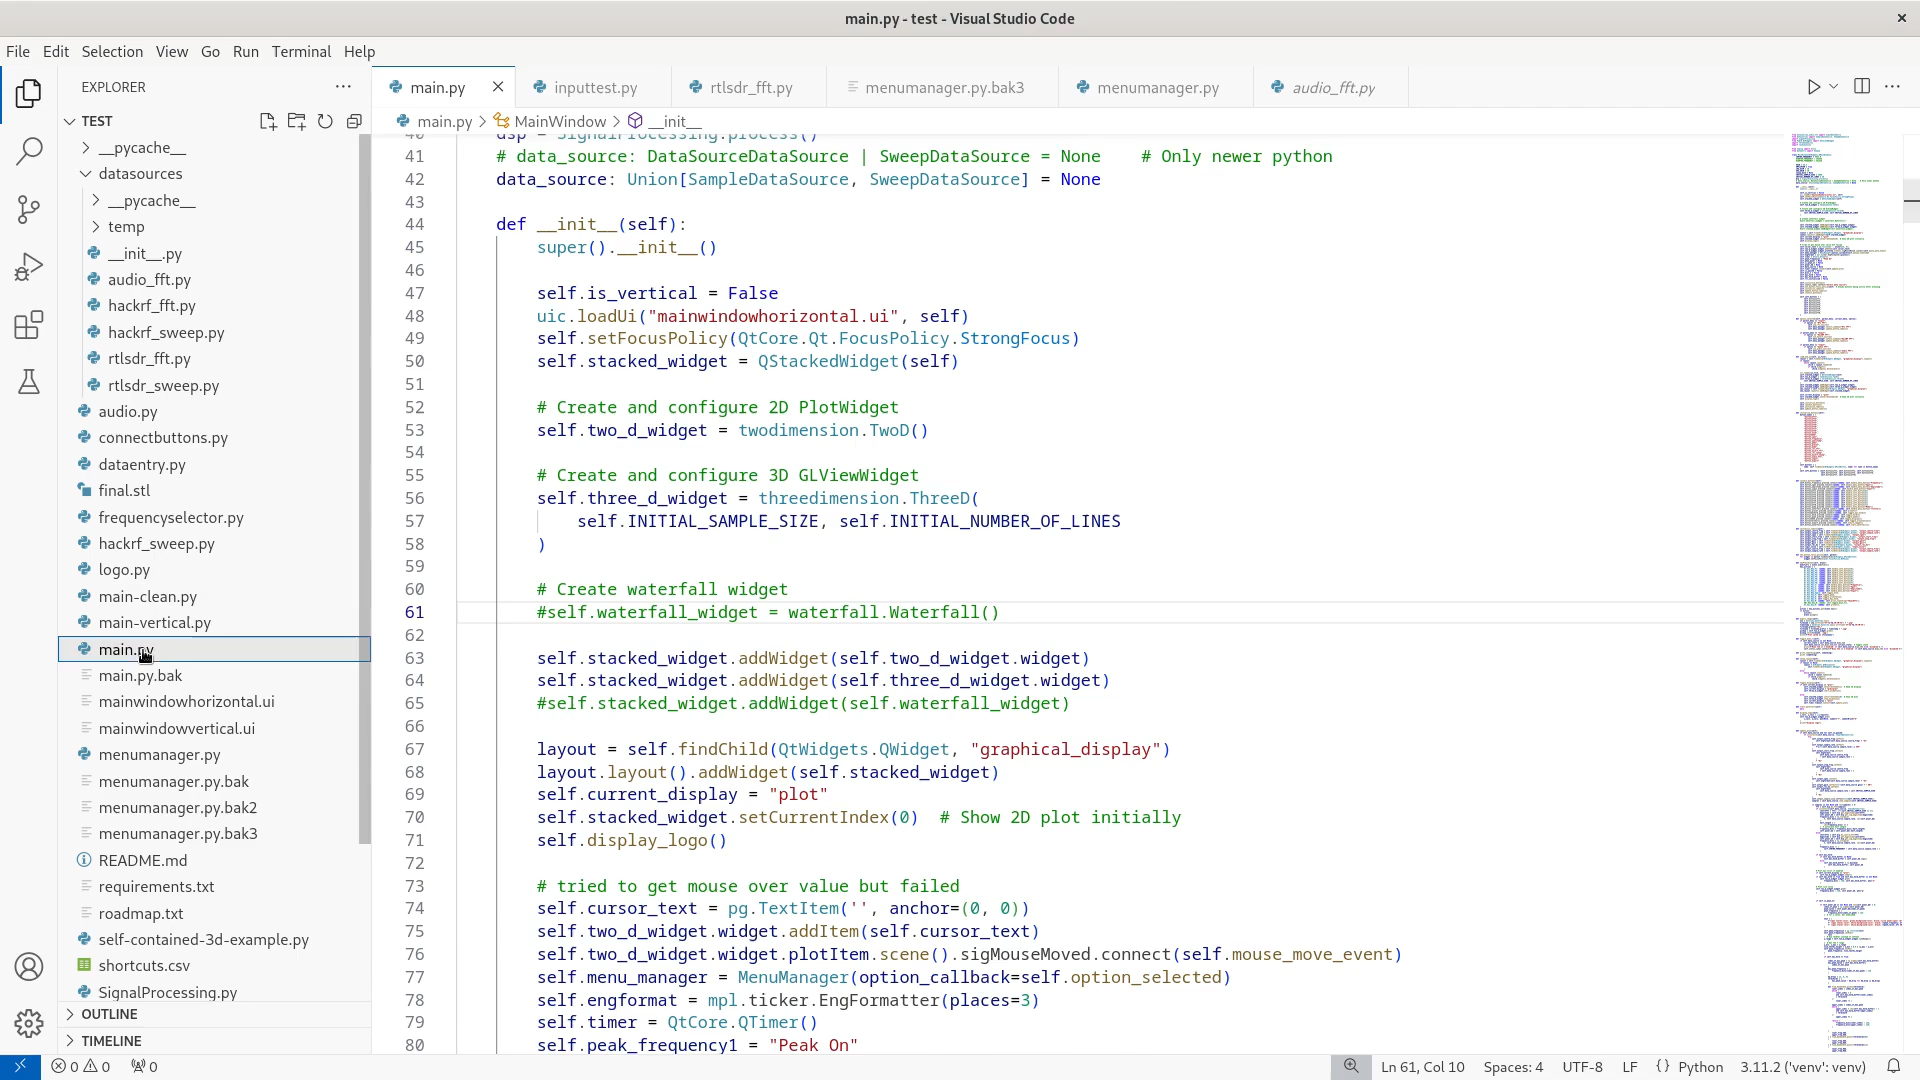 main.py - test - Visual Studio Code
File Edit Selection View Go Run Terminal Help
EXPLORER
TEST
__pycache__
datasources
__pycache__
temp
__init__.py
audio_fft.py
hackrf_fft.py
hackrf_sweep.py
rtlsdr_fft.py
rtlsdr_sweep.py
audio.py
connectbuttons.py
dataentry.py
final.stl
frequencyselector.py
hackrf_sweep.py
logo.py
main-clean.py
main-vertical.py
main.py
main.py.bak
mainwindowhorizontal.ui
mainwindowvertical.ui
menumanager.py
menumanager.py.bak
menumanager.py.bak2
menumanager.py.bak3
README.md
requirements.txt
roadmap.txt
self-contained-3d-example.py
shortcuts.csv
SignalProcessing.py
OUTLINE
TIMELINE
main.py inputtest.py rtlsdr_fft.py menumanager.py.bak3 menumanager.py audio_fft.py
main.py > MainWindow > __init__
40 dsp = SignalProcessing.process()
41 # data_source: DataSourceDataSource | SweepDataSource = None    # Only newer python
42 data_source: Union[SampleDataSource, SweepDataSource] = None
43
44 def __init__(self):
45     super().__init__()
46
47     self.is_vertical = False
48     uic.loadUi("mainwindowhorizontal.ui", self)
49     self.setFocusPolicy(QtCore.Qt.FocusPolicy.StrongFocus)
50     self.stacked_widget = QStackedWidget(self)
51
52     # Create and configure 2D PlotWidget
53     self.two_d_widget = twodimension.TwoD()
54
55     # Create and configure 3D GLViewWidget
56     self.three_d_widget = threedimension.ThreeD(
57         self.INITIAL_SAMPLE_SIZE, self.INITIAL_NUMBER_OF_LINES
58     )
59
60     # Create waterfall widget
61     #self.waterfall_widget = waterfall.Waterfall()
62
63     self.stacked_widget.addWidget(self.two_d_widget.widget)
64     self.stacked_widget.addWidget(self.three_d_widget.widget)
65     #self.stacked_widget.addWidget(self.waterfall_widget)
66
67     layout = self.findChild(QtWidgets.QWidget, "graphical_display")
68     layout.layout().addWidget(self.stacked_widget)
69     self.current_display = "plot"
70     self.stacked_widget.setCurrentIndex(0)  # Show 2D plot initially
71     self.display_logo()
72
73     # tried to get mouse over value but failed
74     self.cursor_text = pg.TextItem('', anchor=(0, 0))
75     self.two_d_widget.widget.addItem(self.cursor_text)
76     self.two_d_widget.widget.plotItem.scene().sigMouseMoved.connect(self.mouse_move_event)
77     self.menu_manager = MenuManager(option_callback=self.option_selected)
78     self.engformat = mpl.ticker.EngFormatter(places=3)
79     self.timer = QtCore.QTimer()
80     self.peak_frequency1 = "Peak On"
0 0 0 Ln 61, Col 10 Spaces: 4 UTF-8 LF {} Python 3.11.2 ('venv': venv)